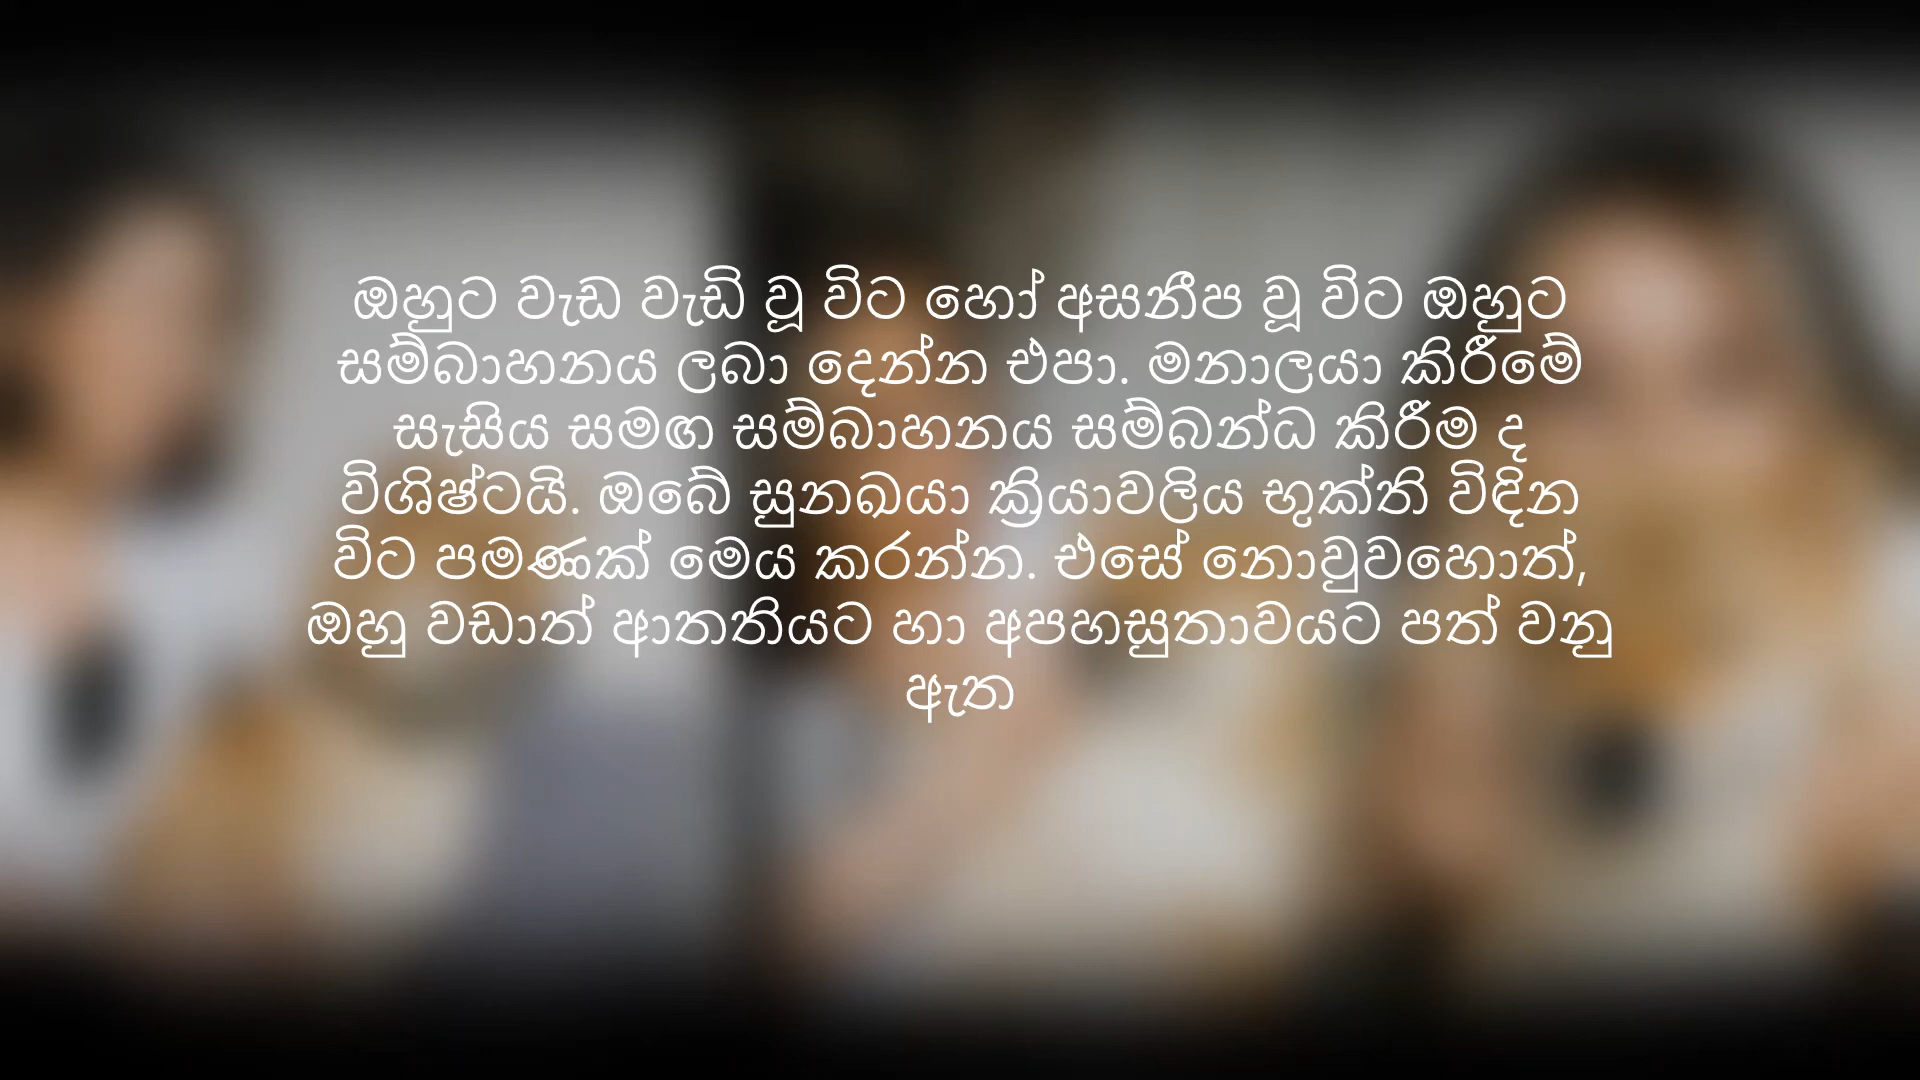 ඔහුට වැඩ වැඩි වූ විට හෝ අසනීප වූ විට ඔහුට
සම්බාහනය ලබා දෙන්න එපා. මනාලයා කිරීමේ
සැසිය සමඟ සම්බාහනය සම්බන්ධ කිරීම ද
විශිෂ්ටයි. ඔබේ සුනඛයා ක්‍රියාවලිය භුක්ති විඳින
විට පමණක් මෙය කරන්න. එසේ නොවුවහොත්,
ඔහු වඩාත් ආතතියට හා අපහසුතාවයට පත් වනු
ඇත